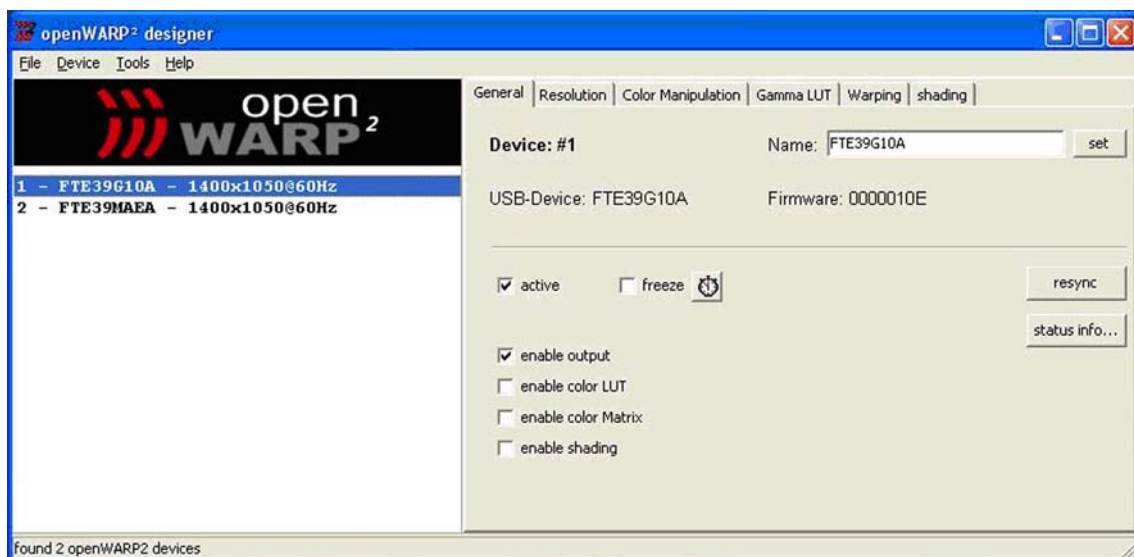 openWARP² designer
File Device Tools Help
open
WARP²
1 - FTE39G10A - 1400x1050@60Hz
2 - FTE39MAEA - 1400x1050@60Hz
General Resolution Color Manipulation Gamma LUT Warping shading
Device: #1 Name: FTE39G10A set
USB-Device: FTE39G10A Firmware: 0000010E
active freeze resync
status info...
enable output
enable color LUT
enable color Matrix
enable shading
found 2 openWARP2 devices